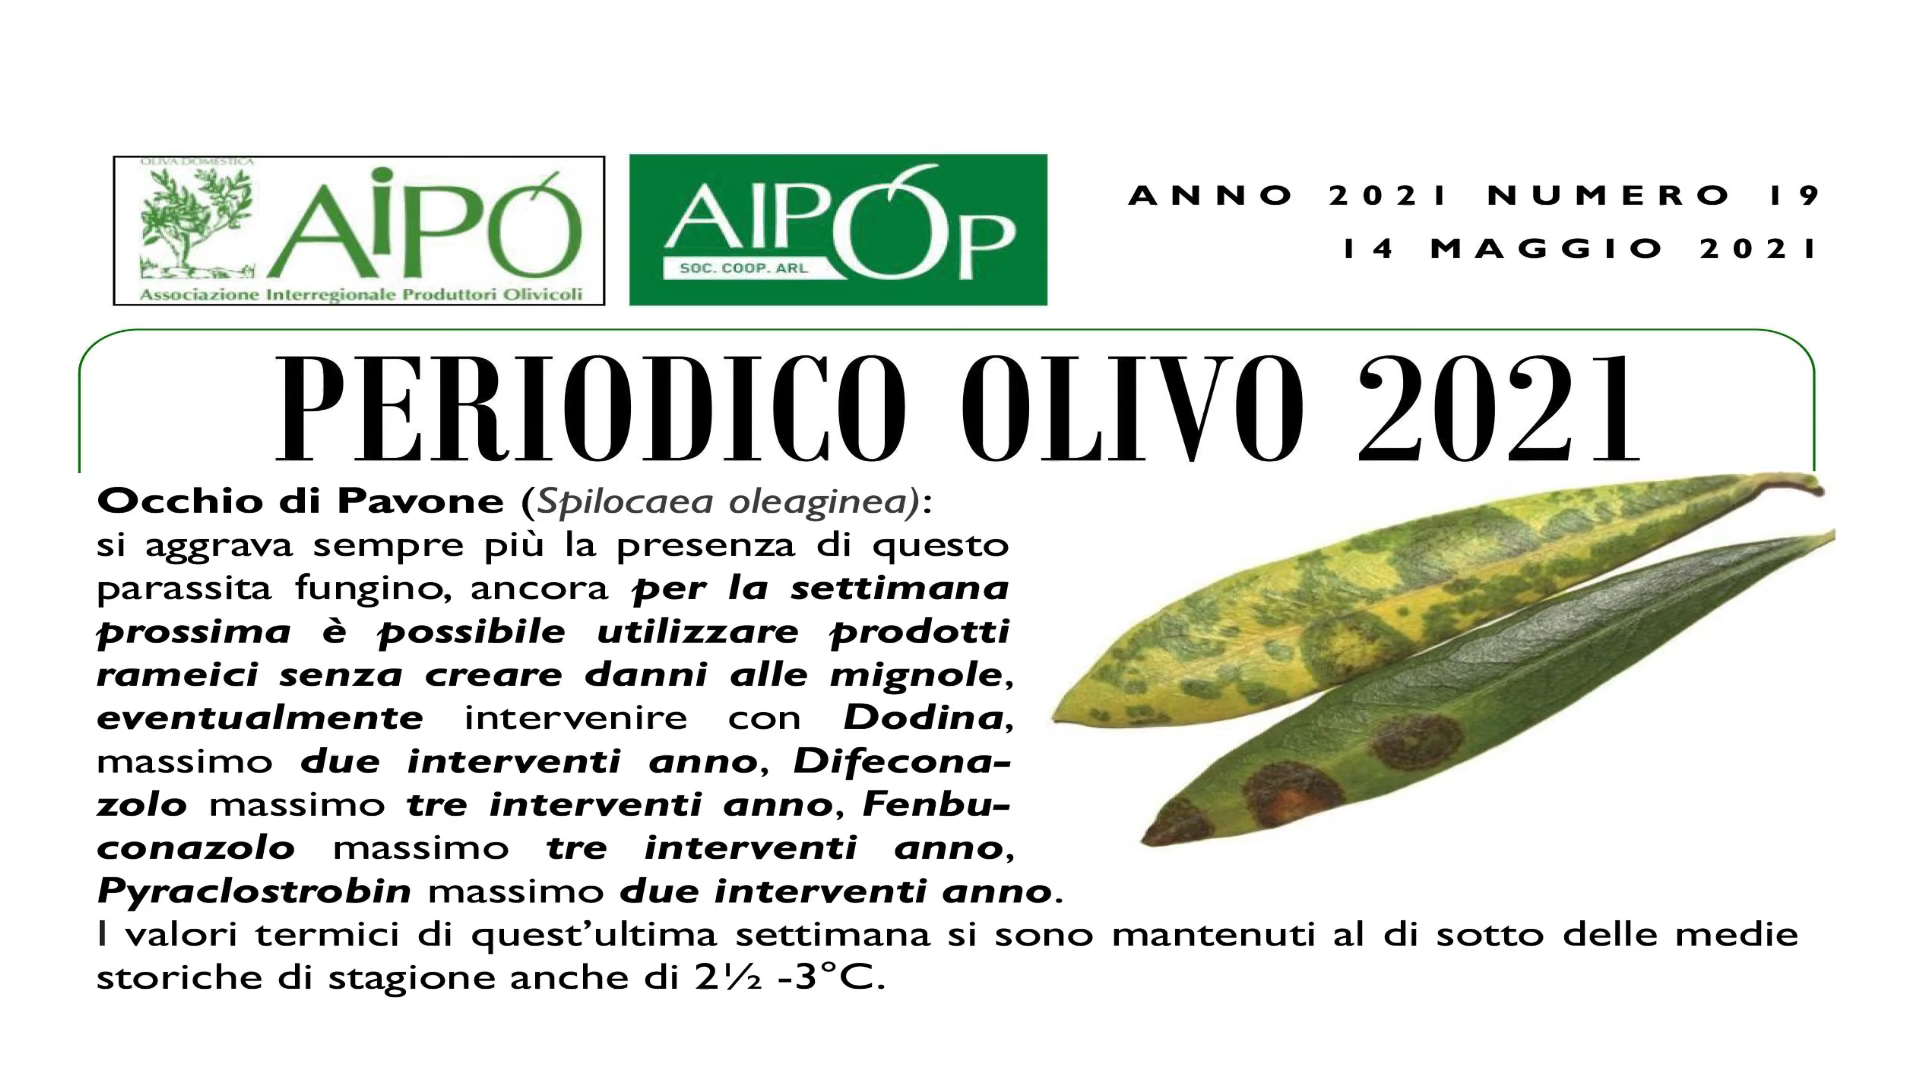 OLIVA DOMESTICA
AiPÓ
Associazione Interregionale Produttori Olivicoli
AIPÓP
SOC. COOP. ARL
ANNO 2021 NUMERO 19
14 MAGGIO 2021
PERIODICO OLIVO 2021
Occhio di Pavone (Spilocaea oleaginea):
si aggrava sempre più la presenza di questo
parassita fungino, ancora per la settimana
prossima è possibile utilizzare prodotti
rameici senza creare danni alle mignole,
eventualmente intervenire con Dodina,
massimo due interventi anno, Difecona-
zolo massimo tre interventi anno, Fenbu-
conazolo massimo tre interventi anno,
Pyraclostrobin massimo due interventi anno.
I valori termici di quest’ultima settimana si sono mantenuti al di sotto delle medie
storiche di stagione anche di 2½ -3°C.